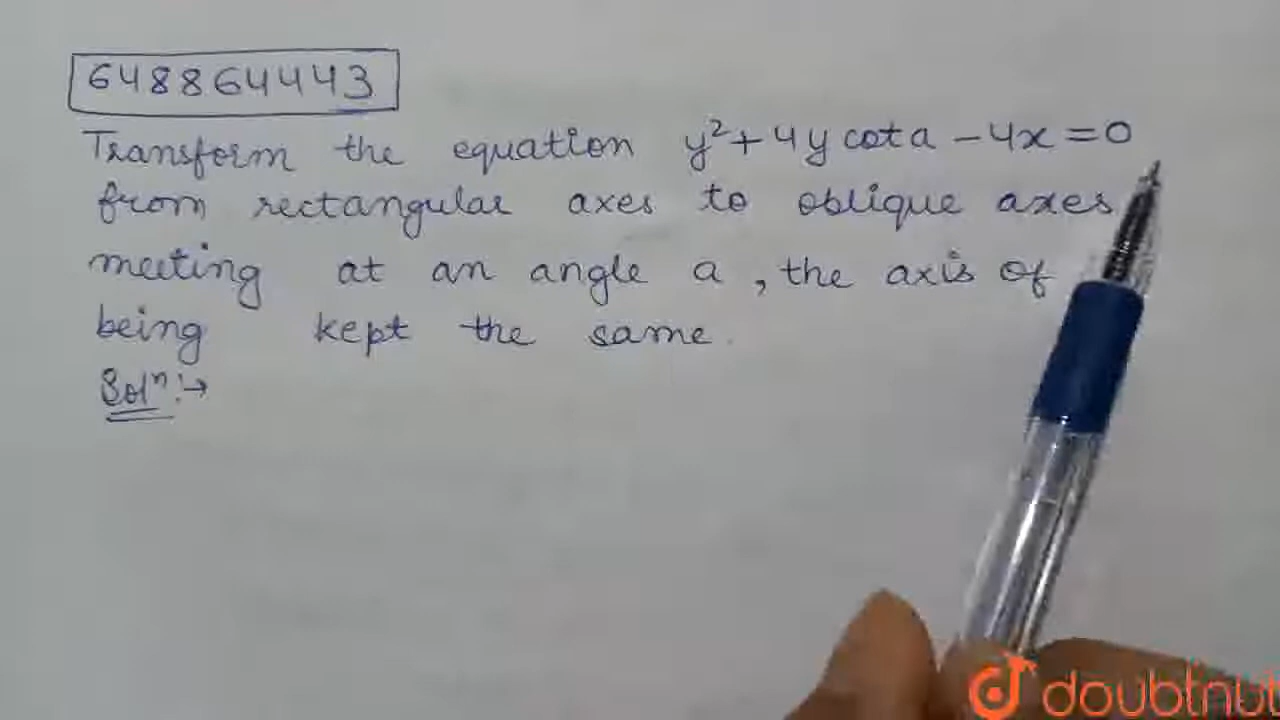 648864443
Transform the equation y²+4y cot a -4x=0
from rectangular axes to oblique axes
meeting at an angle a, the axis of
being kept the same.
Solⁿ:→
doubtnut